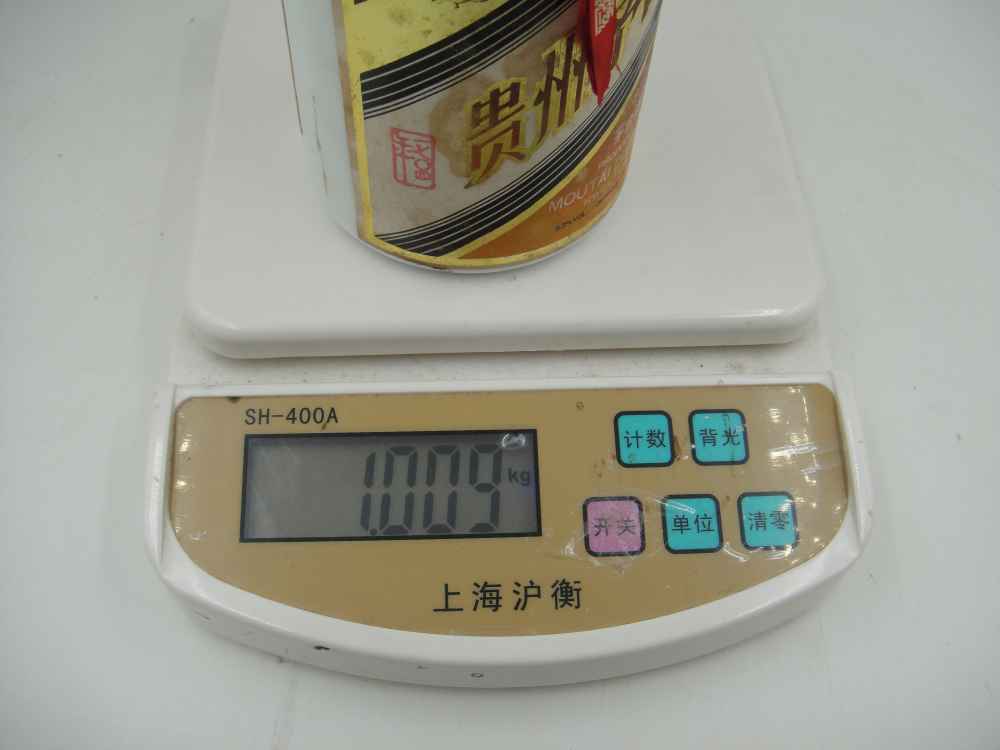 贵州
MOUTAI
SH-400A
1.009 kg
计数 背光
开关 单位 清零
上海沪衡